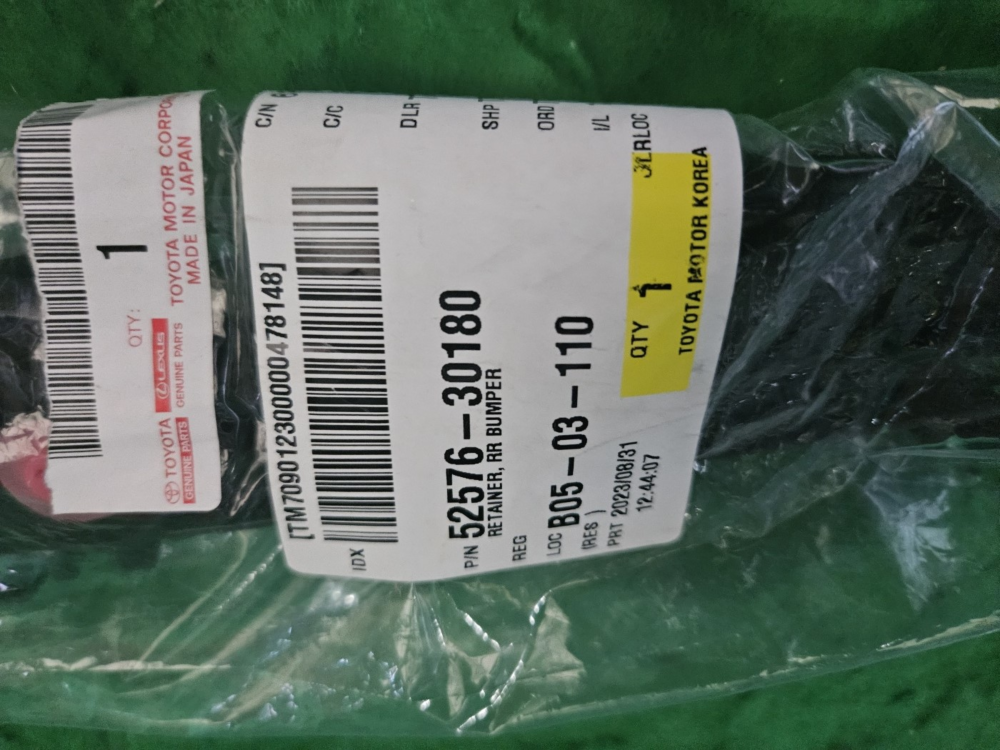 QTY: 1
TOYOTA
GENUINE PARTS
LEXUS
GENUINE PARTS
TOYOTA MOTOR CORPO
MADE IN JAPAN
C/N
C/C
DLR
SHP
ORD
I/L
[TM70901230000047814８]
IDX
P/N 52576-30180
RETAINER, RR BUMPER
REG
LOC B05-03-110
(RES )
PRT 2023/08/31
12:44:07
QTY 1
TOYOTA MOTOR KOREA